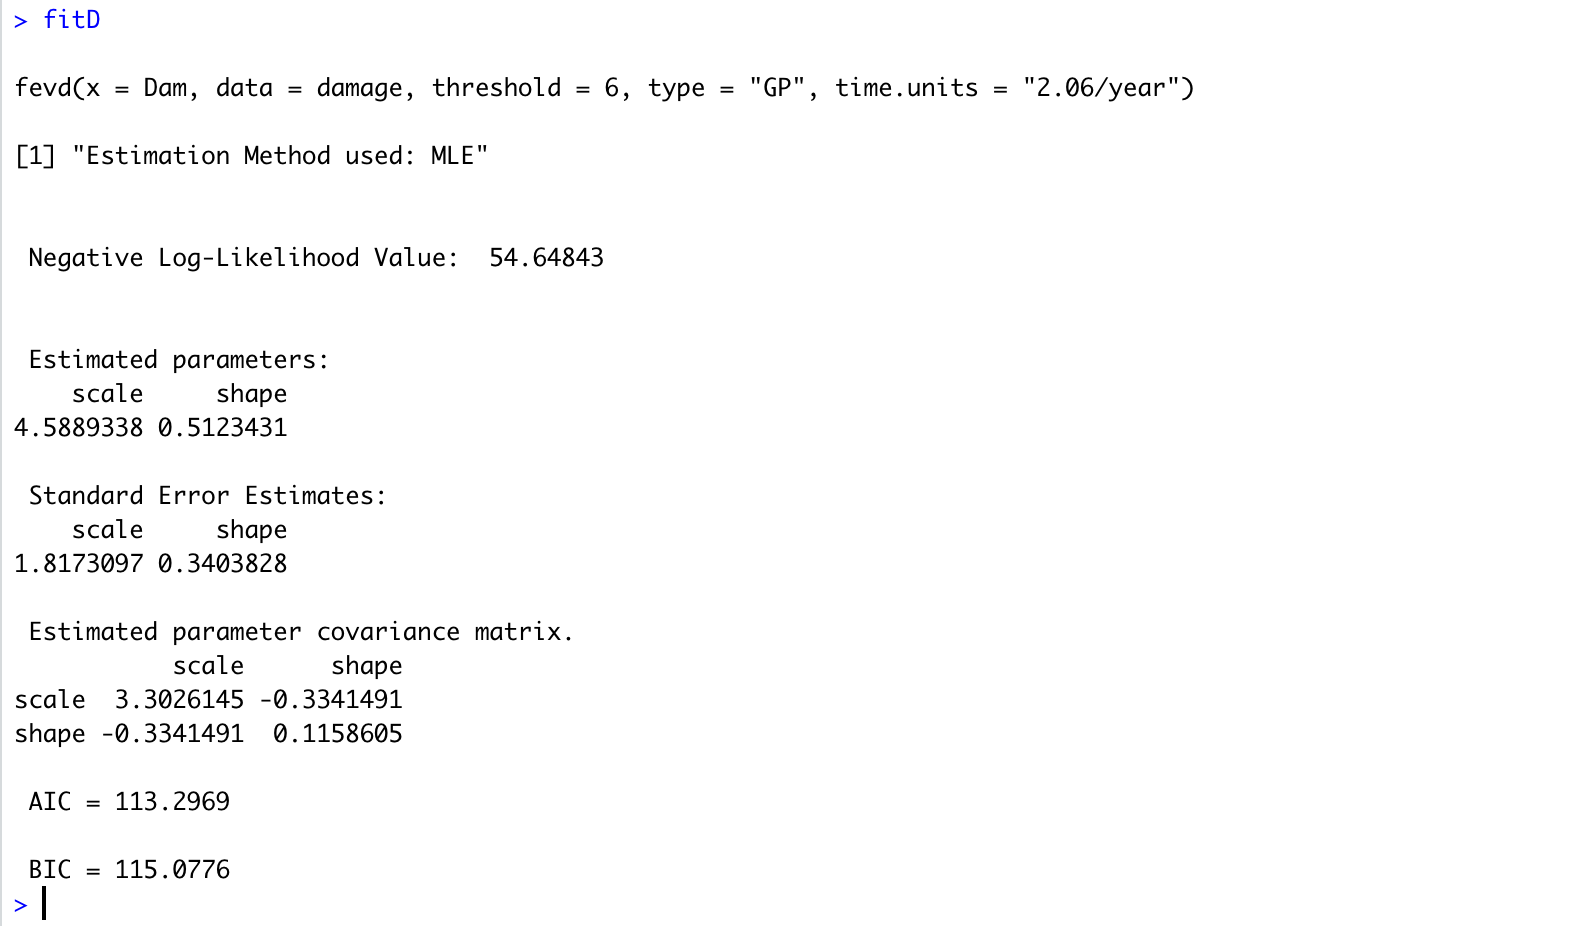 > fitD
fevd(x = Dam, data = damage, threshold = 6, type = "GP", time.units = "2.06/year")
[1] "Estimation Method used: MLE"
Negative Log-Likelihood Value:  54.64843
Estimated parameters:
    scale     shape
4.5889338 0.5123431
Standard Error Estimates:
    scale     shape
1.8173097 0.3403828
Estimated parameter covariance matrix.
           scale      shape
scale  3.3026145 -0.3341491
shape -0.3341491  0.1158605
AIC = 113.2969
BIC = 115.0776
>